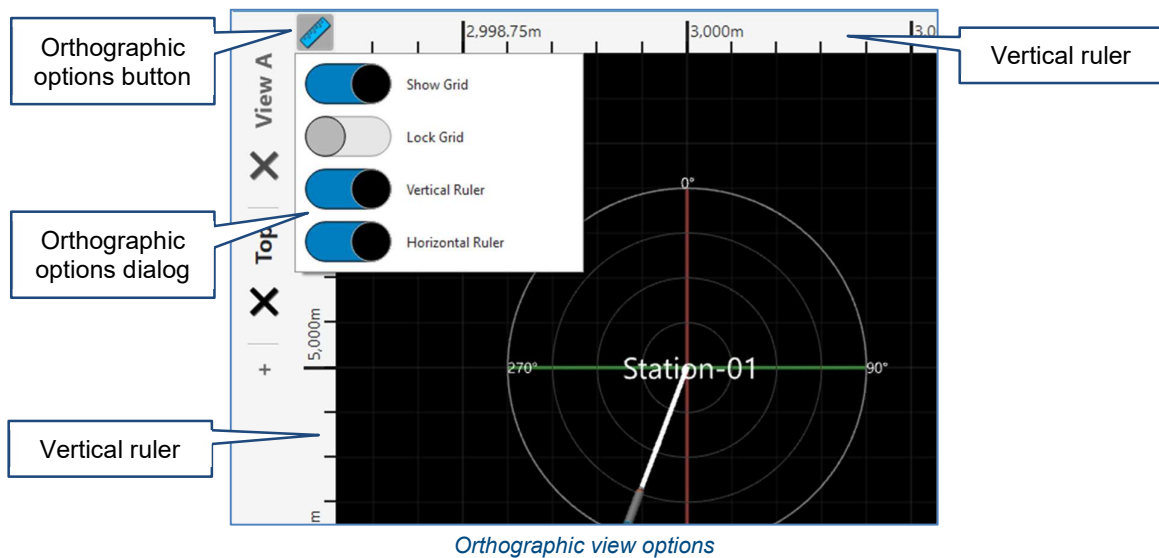 Orthographic
options button
2,998.75m
3,000m
3,0
Vertical ruler
View A
Show Grid
Lock Grid
Vertical Ruler
Horizontal Ruler
Orthographic
options dialog
Top
+
5,000m
0°
270°
Station-01
90°
Vertical ruler
m
Orthographic view options